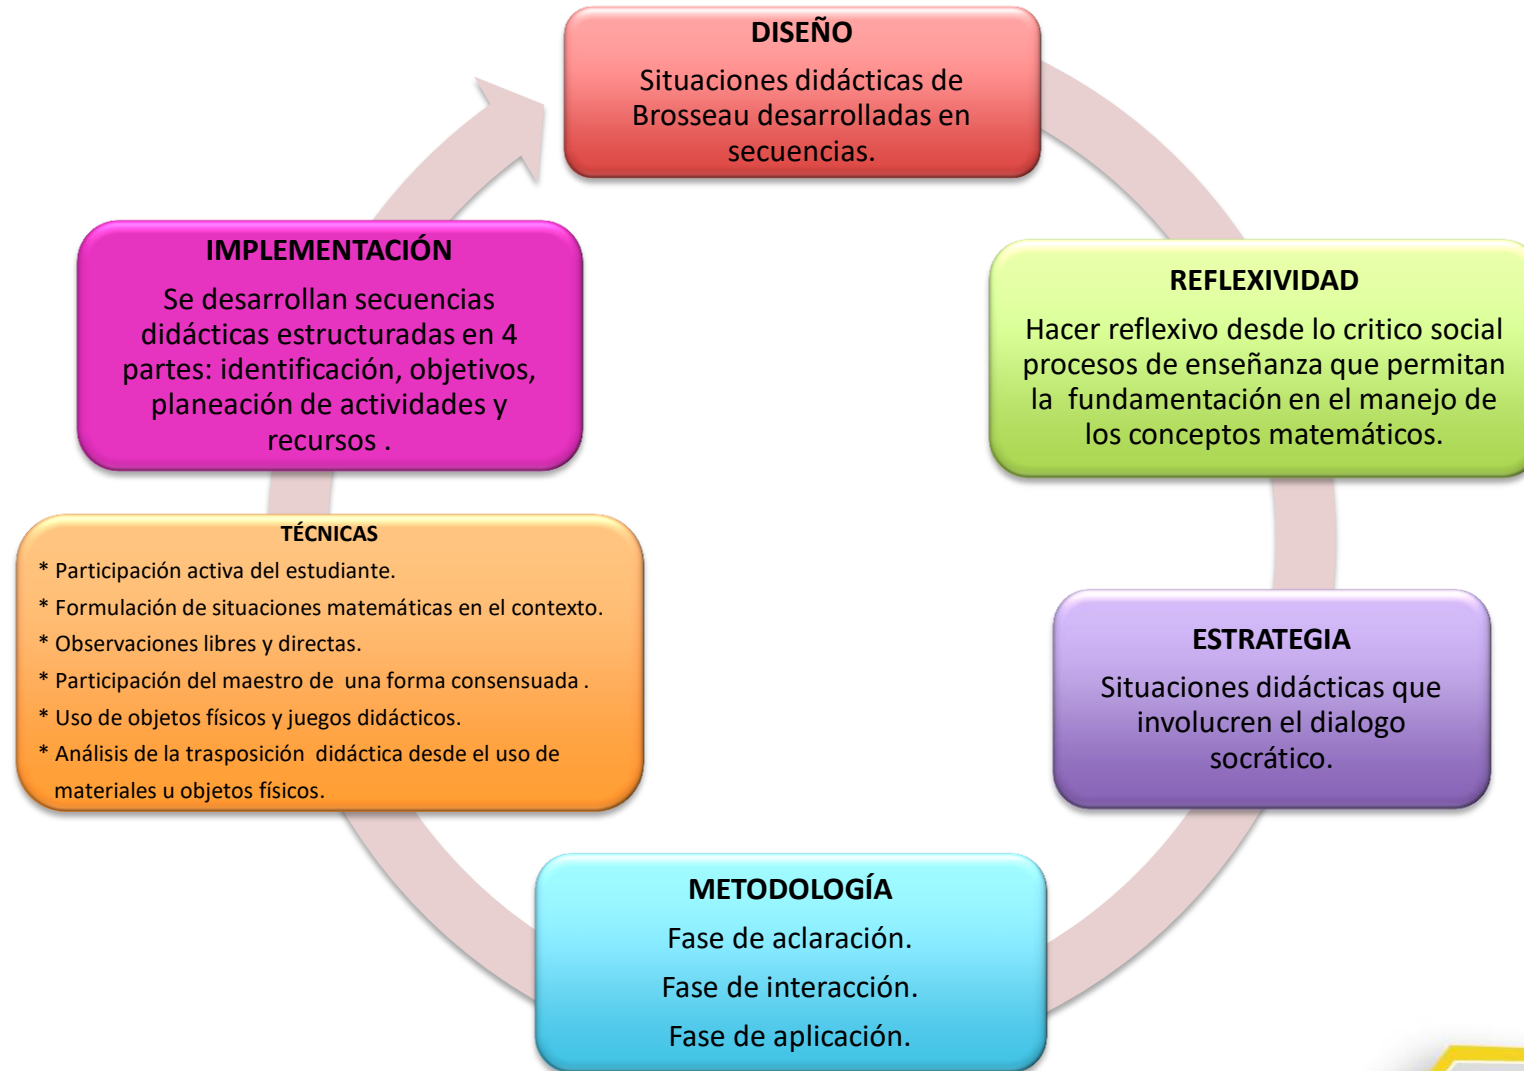 DISEÑO
Situaciones didácticas de
Brosseau desarrolladas en
secuencias.
REFLEXIVIDAD
Hacer reflexivo desde lo critico social
procesos de enseñanza que permitan
la fundamentación en el manejo de
los conceptos matemáticos.
ESTRATEGIA
Situaciones didácticas que
involucren el dialogo
socrático.
METODOLOGÍA
Fase de aclaración.
Fase de interacción.
Fase de aplicación.
TÉCNICAS
* Participación activa del estudiante.
* Formulación de situaciones matemáticas en el contexto.
* Observaciones libres y directas.
* Participación del maestro de una forma consensuada .
* Uso de objetos físicos y juegos didácticos.
* Análisis de la trasposición didáctica desde el uso de
materiales u objetos físicos.
IMPLEMENTACIÓN
Se desarrollan secuencias
didácticas estructuradas en 4
partes: identificación, objetivos,
planeación de actividades y
recursos .